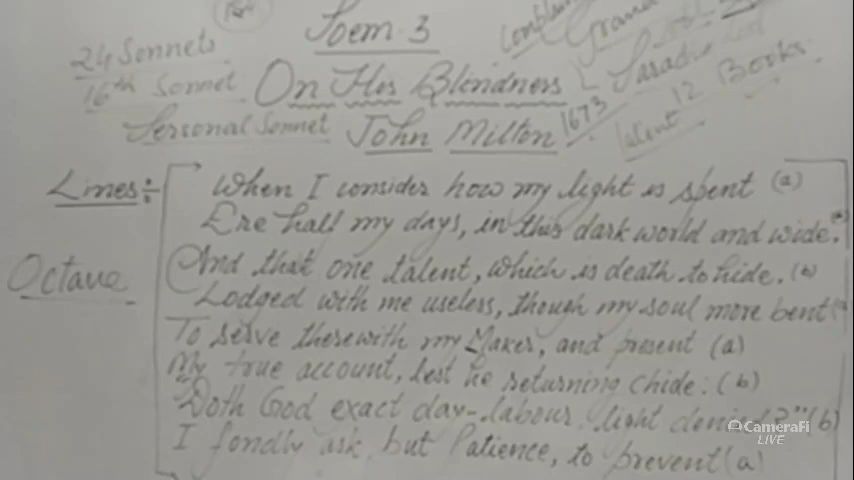 Poem-3
24 Sonnets
16th Sonnet
On His Blindness
Personal Sonnet
John Milton
1673
Talent
12 Books
Lines:-
Octave
When I consider how my light is spent (a)
Ere half my days, in this dark world and wide.
And that one talent, which is death to hide. (b)
Lodged with me useless, though my soul more bent
To serve therewith my Maker, and present (a)
My true account, lest he returning chide: (b)
Doth God exact day-labour, light denied?" (b)
I fondly ask, but Patience, to prevent (a)
CameraFi
LIVE